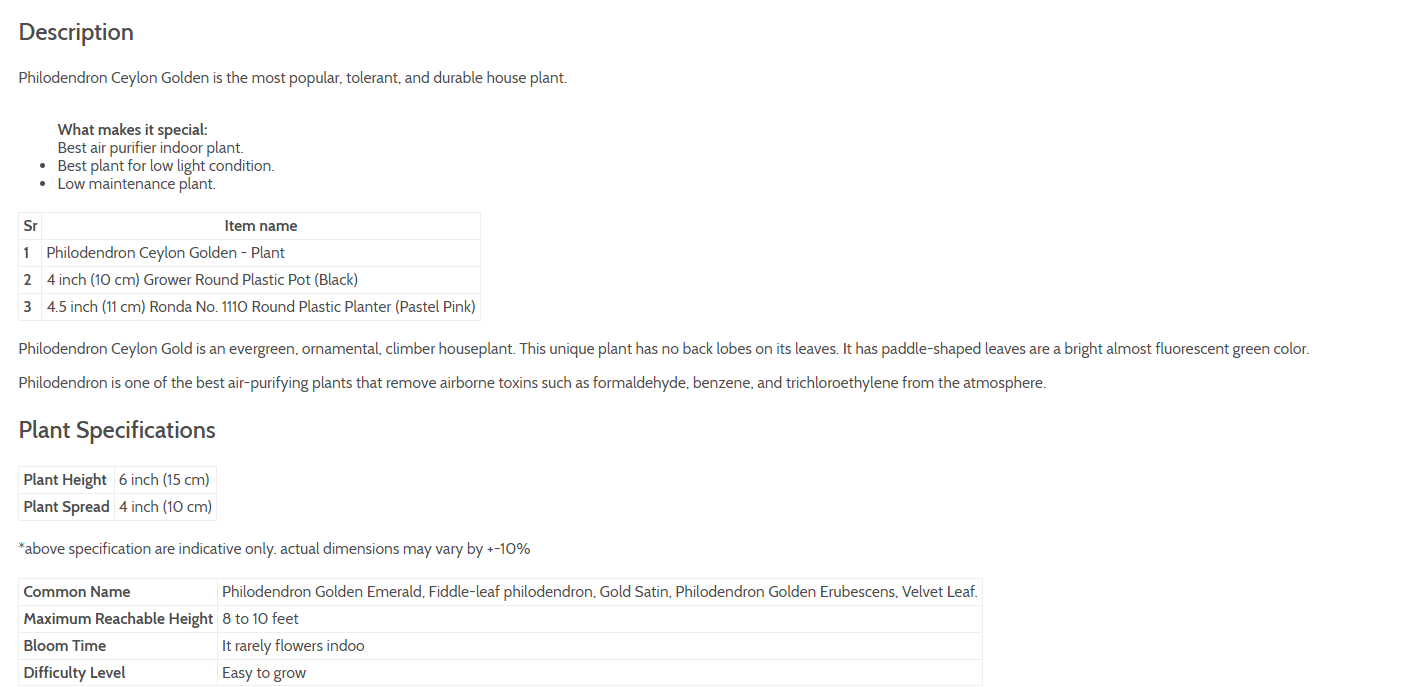 Description
Philodendron Ceylon Golden is the most popular, tolerant, and durable house plant.
What makes it special:
Best air purifier indoor plant.
Best plant for low light condition.
Low maintenance plant.
Sr Item name
1 Philodendron Ceylon Golden - Plant
2 4 inch (10 cm) Grower Round Plastic Pot (Black)
3 4.5 inch (11 cm) Ronda No. 1110 Round Plastic Planter (Pastel Pink)
Philodendron Ceylon Gold is an evergreen, ornamental, climber houseplant. This unique plant has no back lobes on its leaves. It has paddle-shaped leaves are a bright almost fluorescent green color.
Philodendron is one of the best air-purifying plants that remove airborne toxins such as formaldehyde, benzene, and trichloroethylene from the atmosphere.
Plant Specifications
Plant Height 6 inch (15 cm)
Plant Spread 4 inch (10 cm)
*above specification are indicative only. actual dimensions may vary by +-10%
Common Name Philodendron Golden Emerald, Fiddle-leaf philodendron, Gold Satin, Philodendron Golden Erubescens, Velvet Leaf.
Maximum Reachable Height 8 to 10 feet
Bloom Time It rarely flowers indoo
Difficulty Level Easy to grow